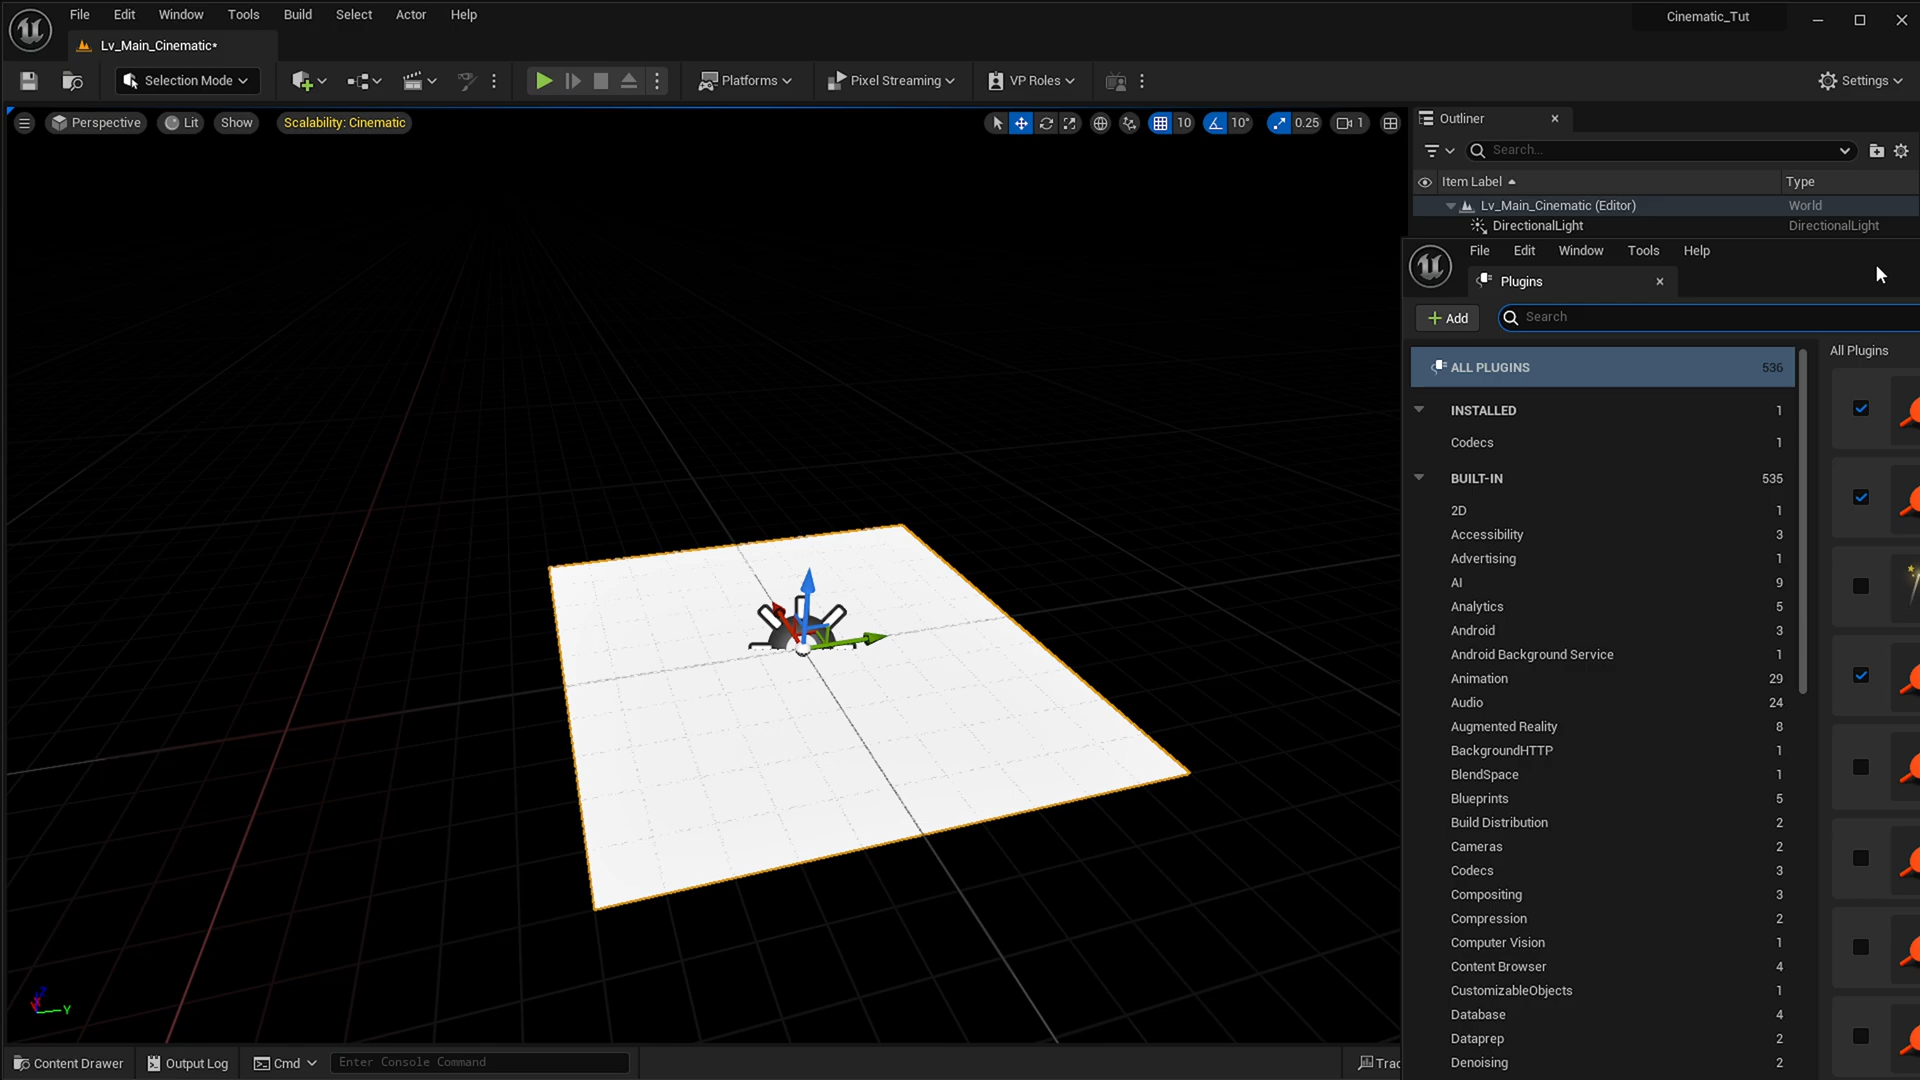 File Edit Window Tools Build Select Actor Help Cinematic_Tut
Lv_Main_Cinematic*
Selection Mode Platforms Pixel Streaming VP Roles Settings
Perspective Lit Show Scalability: Cinematic 10 10° 0.25 1
Outliner
Search...
Item Label Type
Lv_Main_Cinematic (Editor) World
DirectionalLight DirectionalLight
File Edit Window Tools Help
Plugins
Add Search
All Plugins
ALL PLUGINS 536
INSTALLED 1
Codecs 1
BUILT-IN 535
2D 1
Accessibility 3
Advertising 1
AI 9
Analytics 5
Android 3
Android Background Service 1
Animation 29
Audio 24
Augmented Reality 8
BackgroundHTTP 1
BlendSpace 1
Blueprints 5
Build Distribution 2
Cameras 2
Codecs 3
Compositing 3
Compression 2
Computer Vision 1
Content Browser 4
CustomizableObjects 1
Database 4
Dataprep 2
Denoising 2
Z
X
Y
Content Drawer Output Log Cmd Enter Console Command Trac